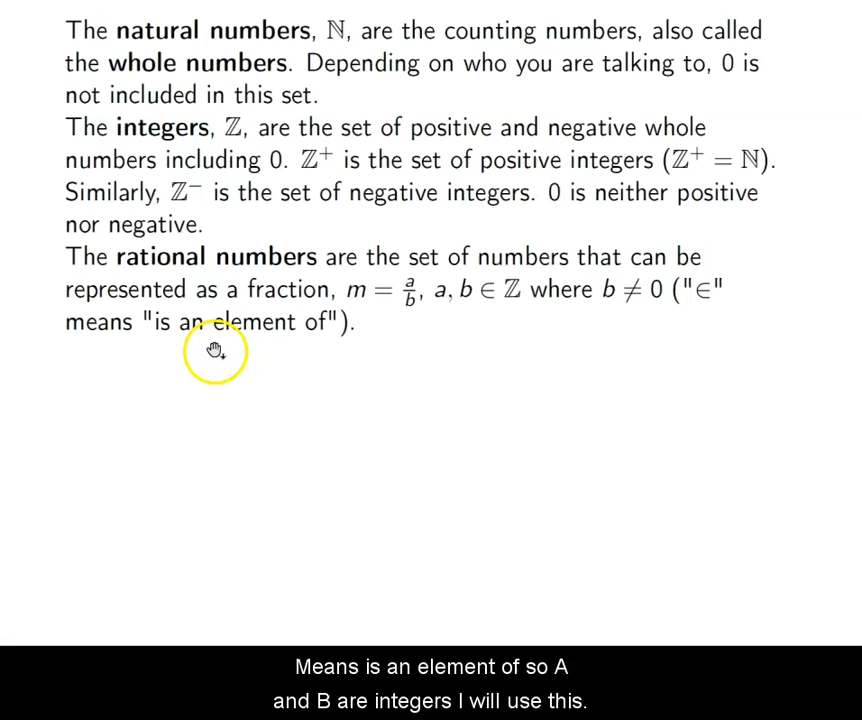 The natural numbers, ℕ, are the counting numbers, also called
the whole numbers. Depending on who you are talking to, 0 is
not included in this set.
The integers, ℤ, are the set of positive and negative whole
numbers including 0. ℤ⁺ is the set of positive integers (ℤ⁺ = ℕ).
Similarly, ℤ⁻ is the set of negative integers. 0 is neither positive
nor negative.
The rational numbers are the set of numbers that can be
represented as a fraction, m = a/b, a, b ∈ ℤ where b ≠ 0 ("∈"
means "is an element of").
Means is an element of so A
and B are integers I will use this.